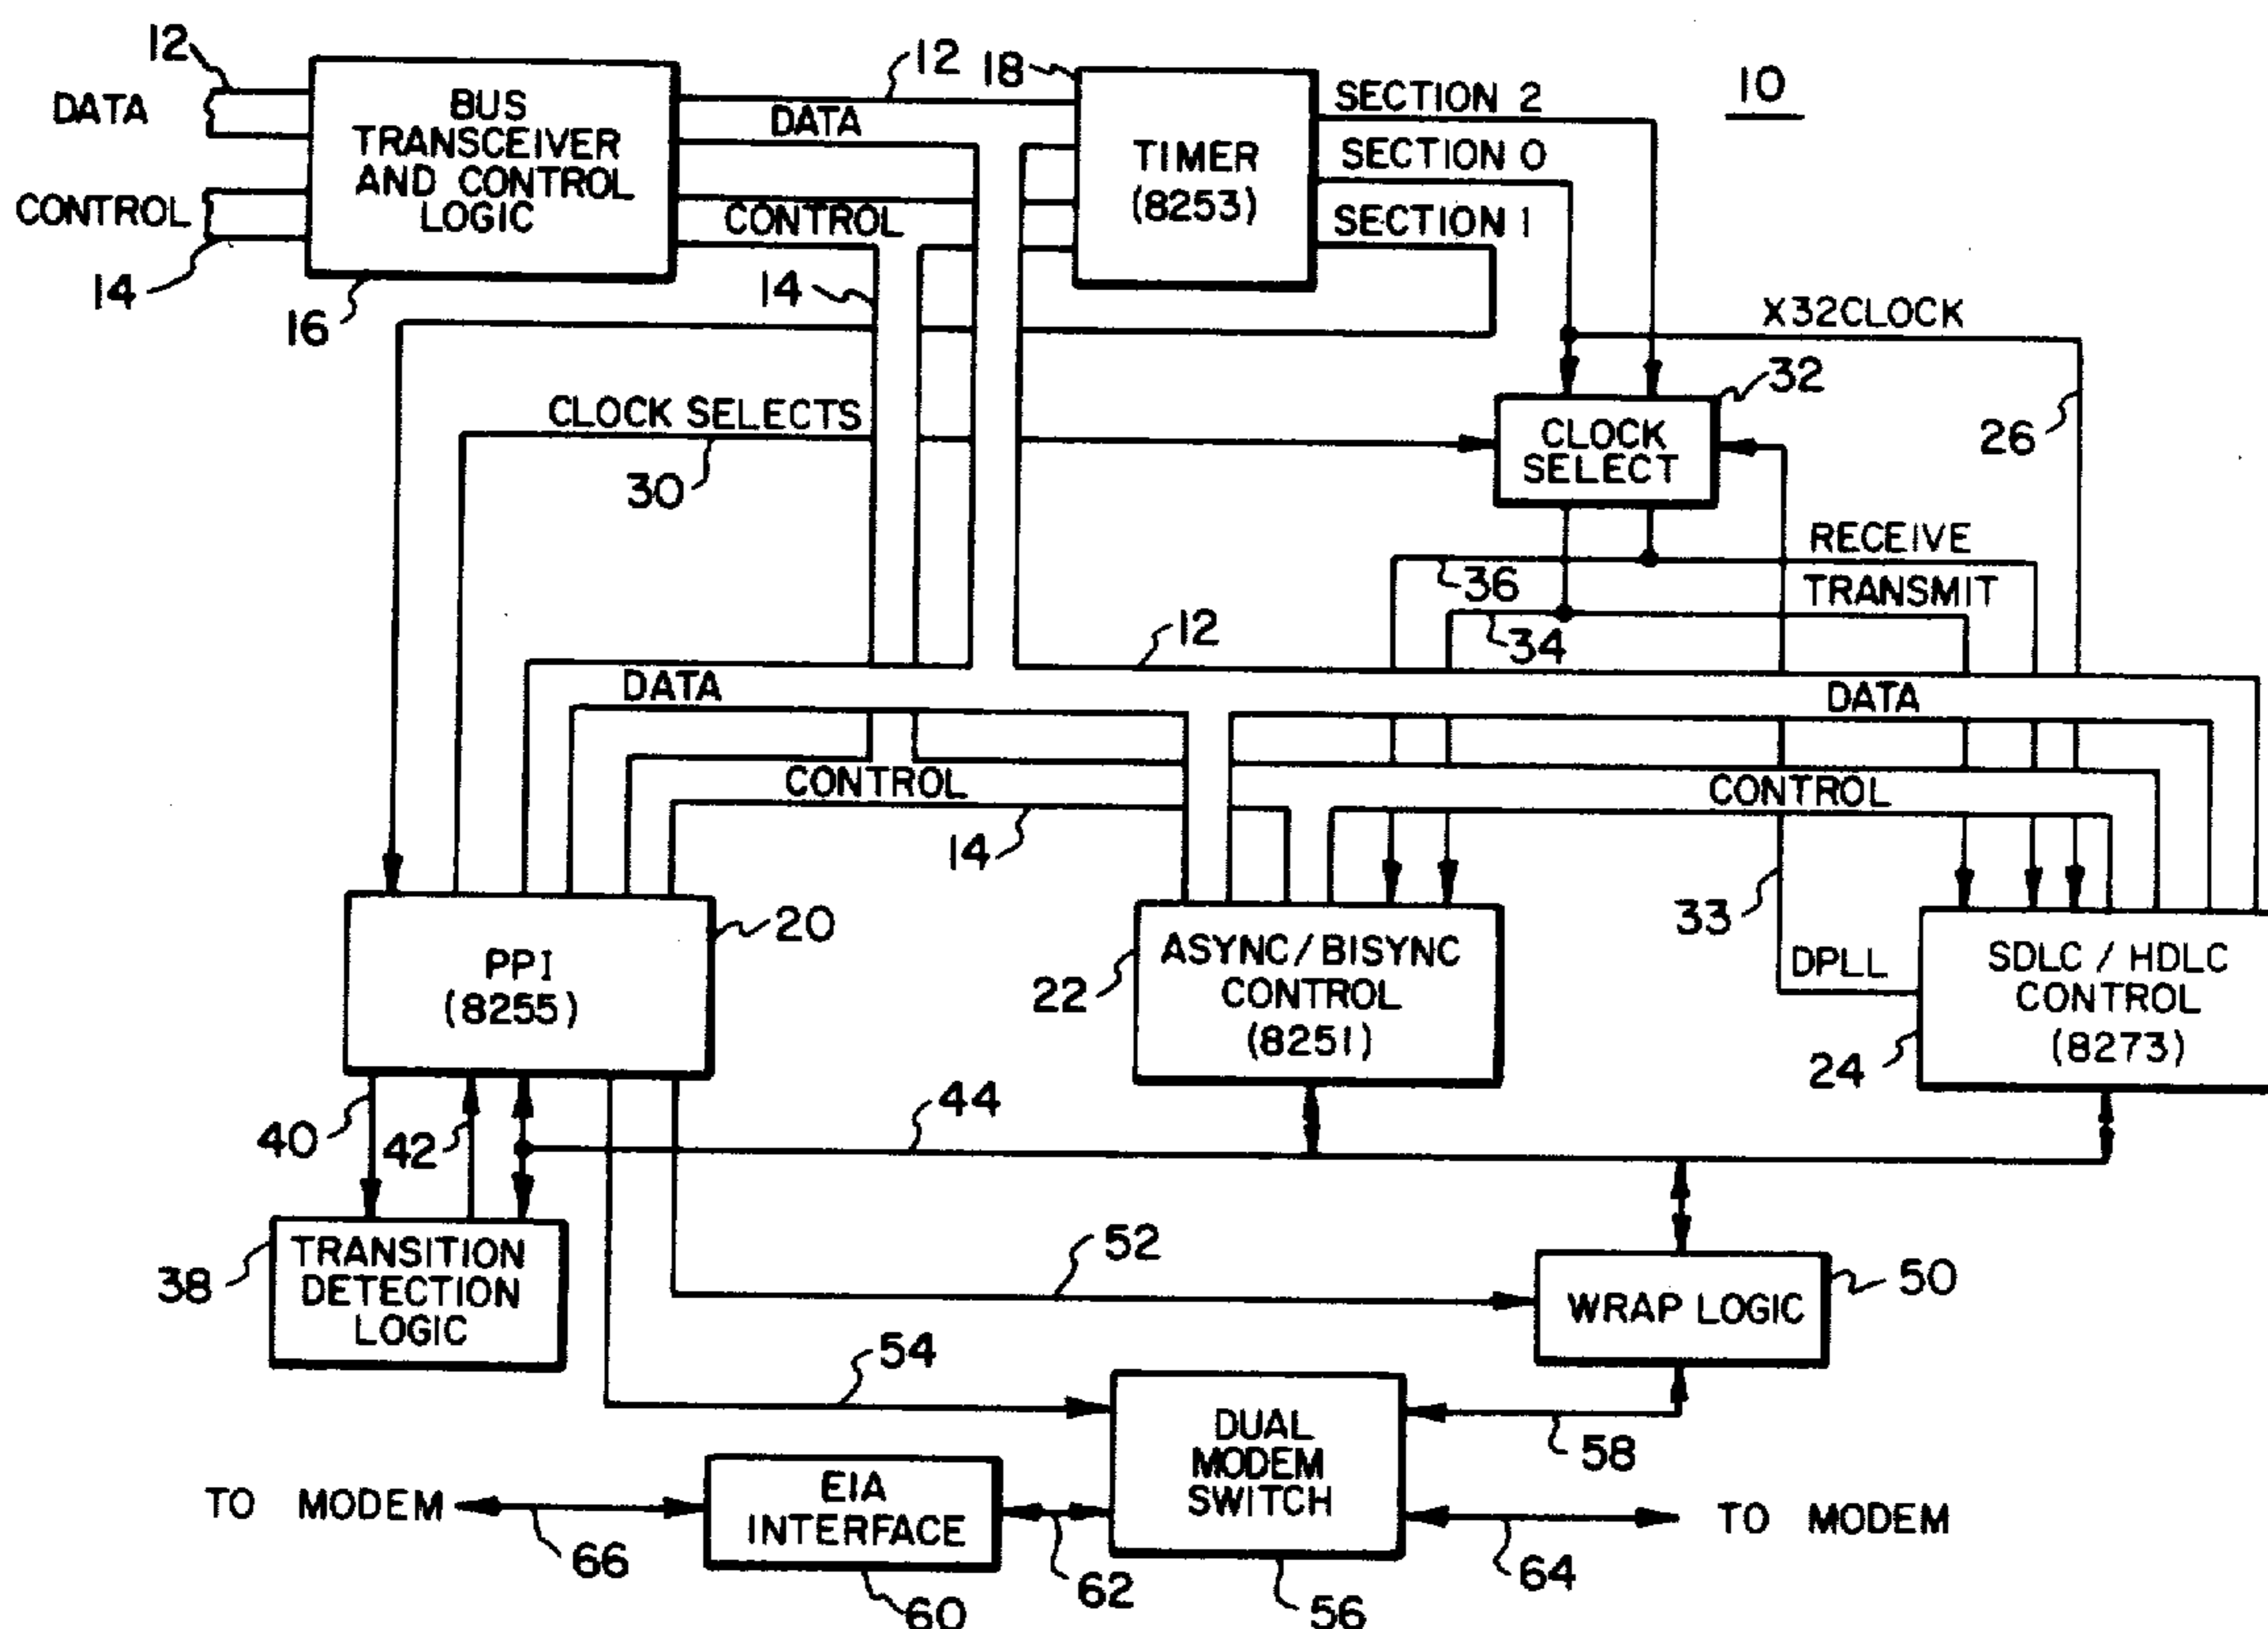 12
DATA
CONTROL
14
BUS
TRANSCEIVER
AND CONTROL
LOGIC
16
12
DATA
CONTROL
14
18
TIMER
(8253)
SECTION 2
SECTION 0
SECTION 1
10
X32CLOCK
26
CLOCK SELECTS
30
32
CLOCK
SELECT
RECEIVE
36
TRANSMIT
34
12
DATA
DATA
CONTROL
CONTROL
14
20
PPI
(8255)
22
ASYNC/BISYNC
CONTROL
(8251)
33
DPLL
24
SDLC / HDLC
CONTROL
(8273)
40
42
44
38
TRANSITION
DETECTION
LOGIC
52
50
WRAP LOGIC
54
DUAL
MODEM
SWITCH
58
TO MODEM
66
EIA
INTERFACE
60
62
56
64
TO MODEM